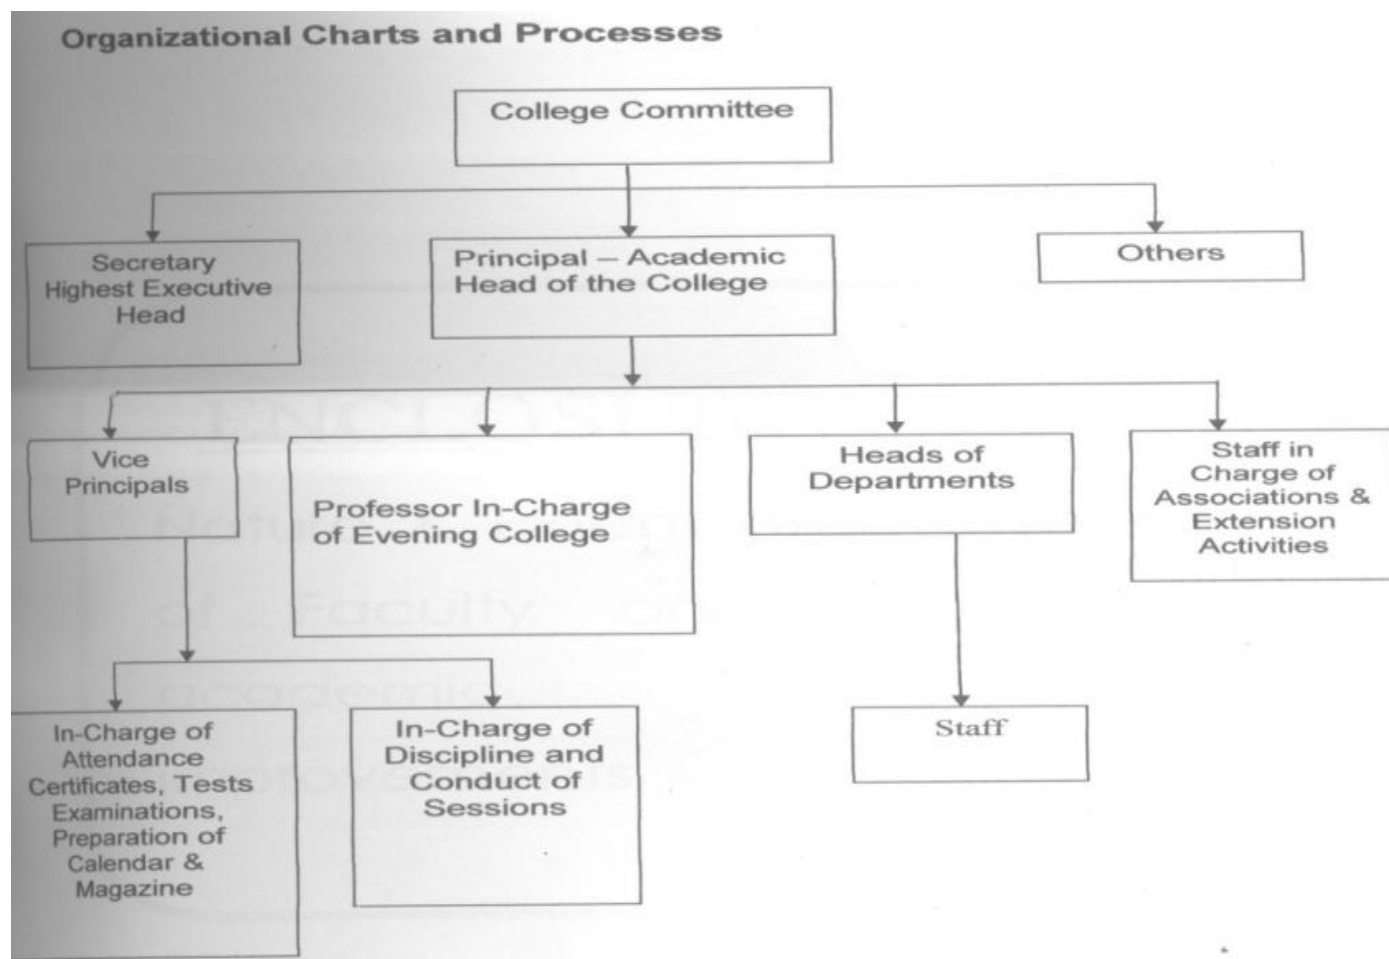 Organizational Charts and Processes
College Committee
Secretary
Highest Executive
Head
Principal – Academic
Head of the College
Others
Vice
Principals
Professor In-Charge
of Evening College
Heads of
Departments
Staff in
Charge of
Associations &
Extension
Activities
In-Charge of
Attendance
Certificates, Tests
Examinations,
Preparation of
Calendar &
Magazine
In-Charge of
Discipline and
Conduct of
Sessions
Staff